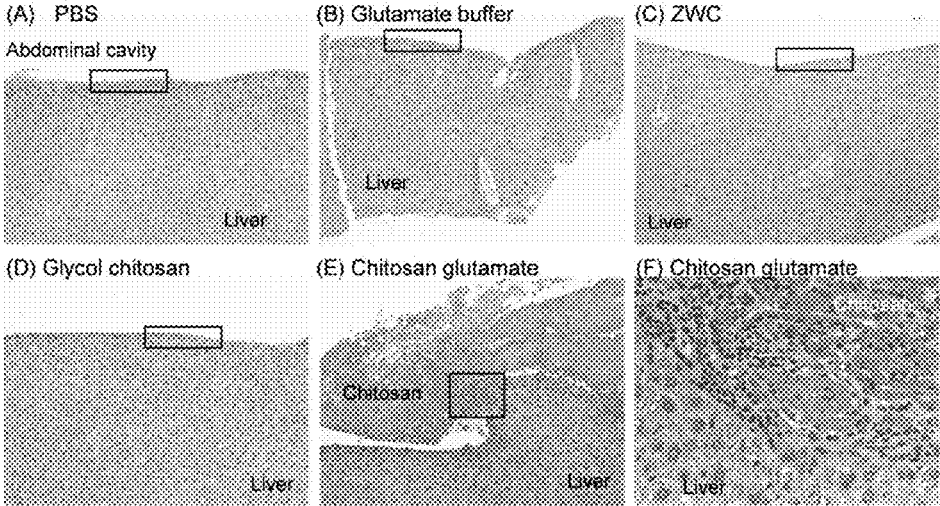 (A) PBS
Abdominal cavity
Liver
(B) Glutamate buffer
Liver
(C) ZWC
Liver
(D) Glycol chitosan
Liver
(E) Chitosan glutamate
Chitosan
Liver
(F) Chitosan glutamate
Liver